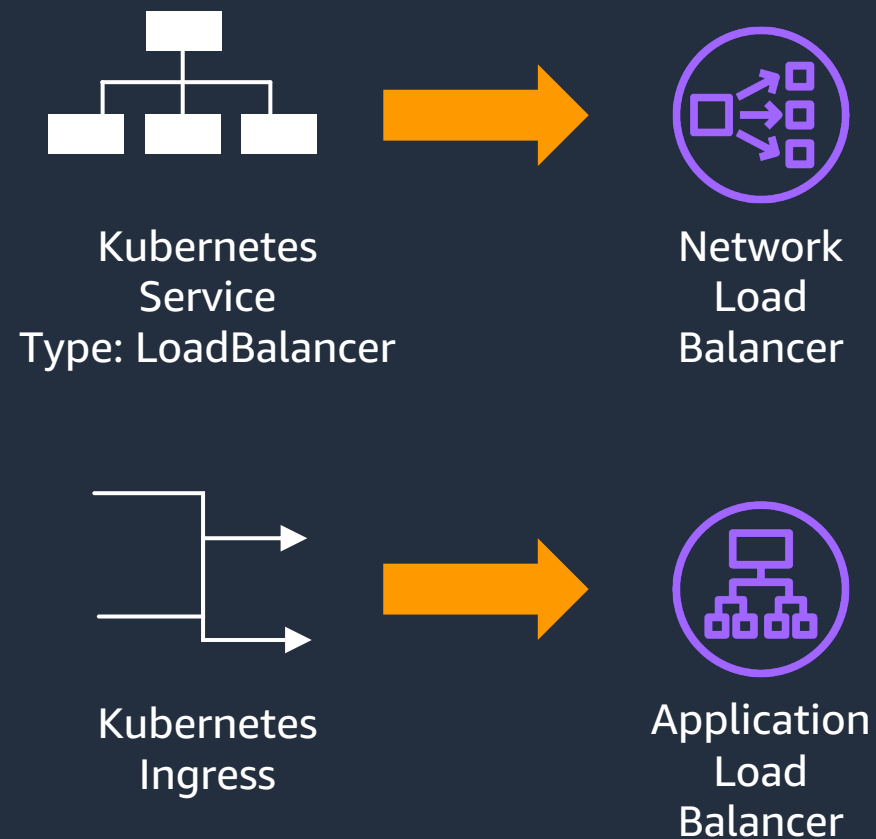 Kubernetes
Service
Type: LoadBalancer
Network
Load
Balancer
Kubernetes
Ingress
Application
Load
Balancer